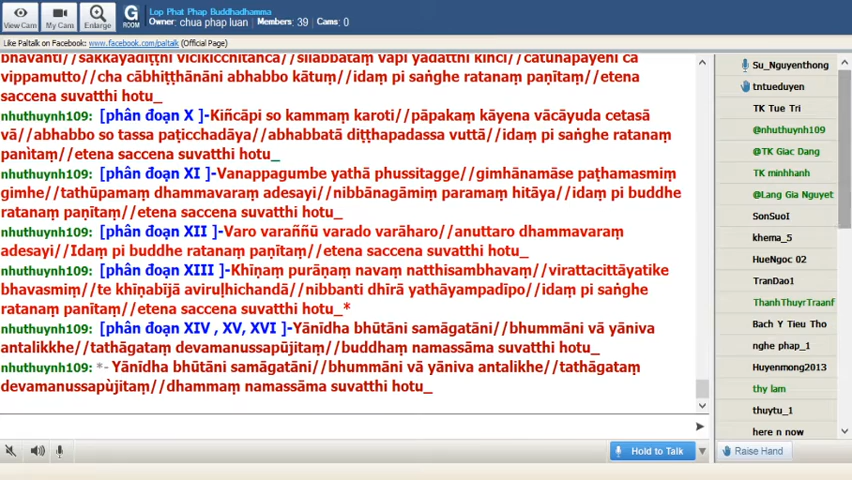 Lop Phat Phap Buddhadhamma
Owner: chua phap luan Members: 39 Cams: 0
View Cam
My Cam
Enlarge
G
ROOM
Like Paltalk on Facebook: www.facebook.com/paltalk (Official Page)
bhavanti//sakkāyadiṭṭhi vicikicchitañca//sīlabbataṃ vāpi yadatthi kiñci//catūhapāyehi ca
vippamutto//cha cābhiṭṭhānāni abhabbo kātuṃ//idaṃ pi saṅghe ratanaṃ paṇītaṃ//etena
saccena suvatthi hotu_
nhuthuynh109: [phân đoạn X ]-Kiñcāpi so kammaṃ karoti//pāpakaṃ kāyena vācāyuda cetasā
vā//abhabbo so tassa paṭicchadāya//abhabbatā diṭṭhapadassa vuttā//idaṃ pi saṅghe ratanaṃ
paṇìtaṃ//etena saccena suvatthi hotu_
nhuthuynh109: [phân đoạn XI ]-Vanappagumbe yathā phussitagge//gimhānamāse paṭhamasmiṃ
gimhe//tathūpamaṃ dhammavaraṃ adesayi//nibbānagāmiṃ paramaṃ hitāya//idaṃ pi buddhe
ratanaṃ paṇītaṃ//etena saccena suvatthi hotu_
nhuthuynh109: [phân đoạn XII ]-Varo varaññū varado varāharo//anuttaro dhammavaraṃ
adesayi//Idaṃ pi buddhe ratanaṃ paṇītaṃ//etena saccena suvatthi hotu_
nhuthuynh109: [phân đoạn XIII ]-Khīṇaṃ purāṇaṃ navaṃ natthisambhavaṃ//virattacittāyatike
bhavasmiṃ//te khīṇabījā aviruḷhichandā//nibbanti dhīrā yathāyampadīpo//idaṃ pi saṅghe
ratanaṃ paṇītaṃ//etena saccena suvatthi hotu_*
nhuthuynh109: [phân đoạn XIV , XV, XVI ]-Yānīdha bhūtāni samāgatāni//bhummāni vā yāniva
antalikkhe//tathāgataṃ devamanussapūjitaṃ//buddhaṃ namassāma suvatthi hotu_
nhuthuynh109: *- Yānīdha bhūtāni samāgatāni//bhummāni vā yāniva antalikhe//tathāgataṃ
devamanussapùjitaṃ//dhammaṃ namassāma suvatthi hotu_
Su_Nguyenthong
tntueduyen
TK Tue Tri
@nhuthuynh109
@TK Giac Dang
TK minhhanh
@Lang Gia Nguyet
SonSuoI
khema_5
HueNgoc 02
TranDao1
ThanhThuyrTraanf
Bach Y Tieu Tho
nghe phap_1
Huyenmong2013
thy lam
thuytu_1
here n now
Hold to Talk
Raise Hand